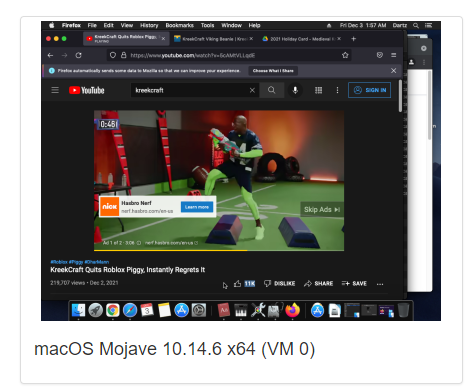 Firefox File Edit View History Bookmarks Tools Window Help Fri Dec 3 1:57 AM Dartz
KreekCraft Quits Roblox Piggy,
PLAYING
KreekCraft Viking Beanie | Kree
2021 Holiday Card - Medieval
https://www.youtube.com/watch?v=
Firefox automatically sends some data to Mozilla so that we can improve your experience. Choose What I Share
YouTube
kreekcraft
SIGN IN
0:46
nick
Hasbro Nerf
nerf.hasbro.com/en-us
Learn more
Skip Ads
Ad 1 of 2 · 3:06 nerf.hasbro.com/en-us
#Roblox #Piggy
KreekCraft Quits Roblox Piggy, Instantly Regrets It
219,707 views • Dec 2, 2021
11K DISLIKE SHARE SAVE ...
macOS Mojave 10.14.6 x64 (VM 0)